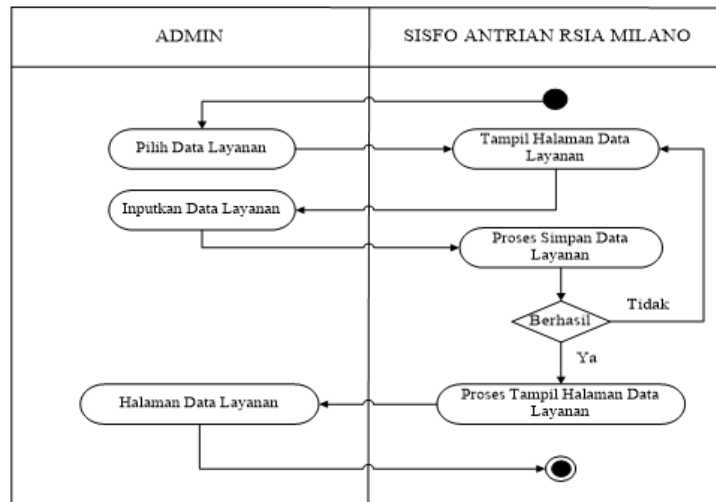 ADMIN
SISFO ANTRIAN RSIA MILANO
Pilih Data Layanan
Tampil Halaman Data
Layanan
Inputkan Data Layanan
Proses Simpan Data
Layanan
Berhasil
Tidak
Ya
Halaman Data Layanan
Proses Tampil Halaman Data
Layanan